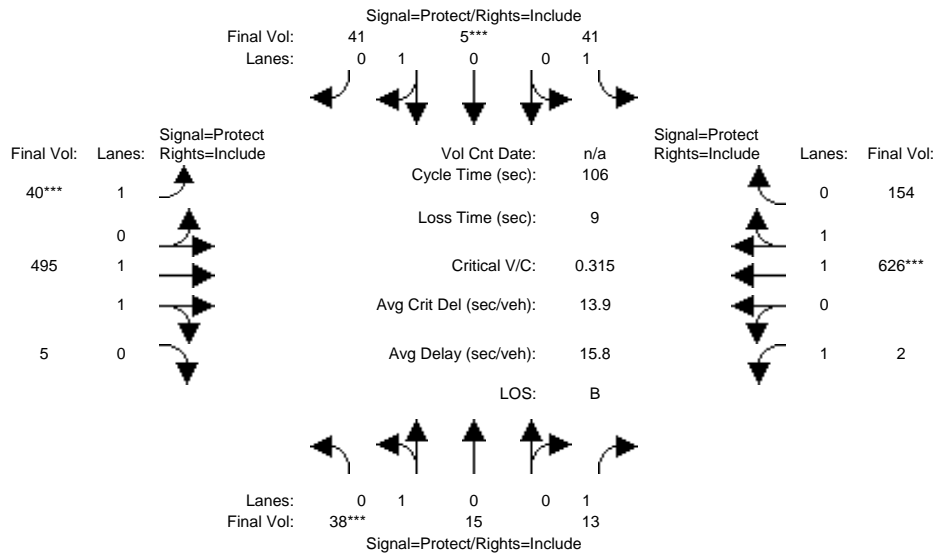 Signal=Protect/Rights=Include
Final Vol: 41 5*** 41
Lanes: 0 1 0 0 1
Signal=Protect Signal=Protect
Final Vol: Lanes: Rights=Include Vol Cnt Date: n/a Rights=Include Lanes: Final Vol:
Cycle Time (sec): 106
40*** 1 0 154
Loss Time (sec): 9
0 1
495 1 Critical V/C: 0.315 1 626***
1 Avg Crit Del (sec/veh): 13.9 0
5 0 Avg Delay (sec/veh): 15.8 1 2
LOS: B
Lanes: 0 1 0 0 1
Final Vol: 38*** 15 13
Signal=Protect/Rights=Include